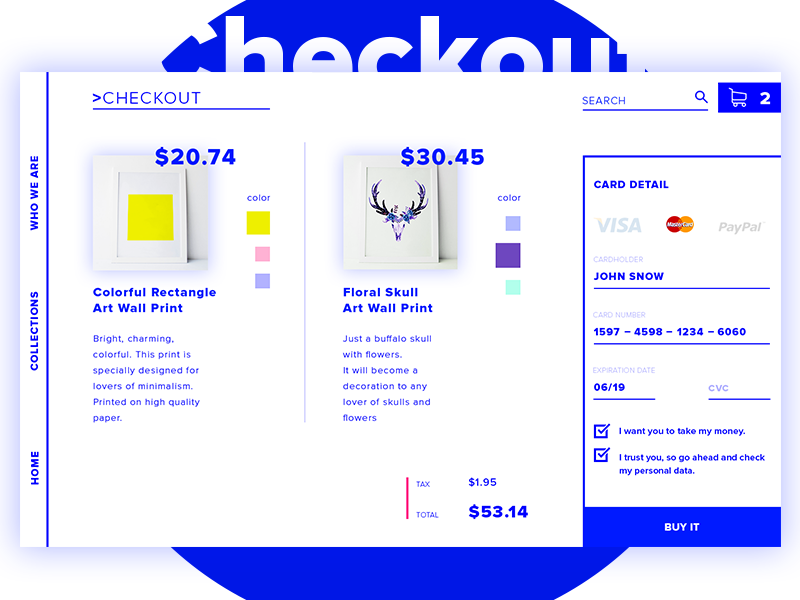 Checkout
>CHECKOUT
SEARCH
2
WHO WE ARE
COLLECTIONS
HOME
$20.74
color
Colorful Rectangle
Art Wall Print
Bright, charming,
colorful. This print is
specially designed for
lovers of minimalism.
Printed on high quality
paper.
$30.45
color
Floral Skull
Art Wall Print
Just a buffalo skull
with flowers.
It will become a
decoration to any
lover of skulls and
flowers
TAX $1.95
TOTAL $53.14
CARD DETAIL
VISA MasterCard PayPal
CARDHOLDER
JOHN SNOW
CARD NUMBER
1597 – 4598 – 1234 – 6060
EXPIRATION DATE
06/19 CVC
I want you to take my money.
I trust you, so go ahead and check
my personal data.
BUY IT